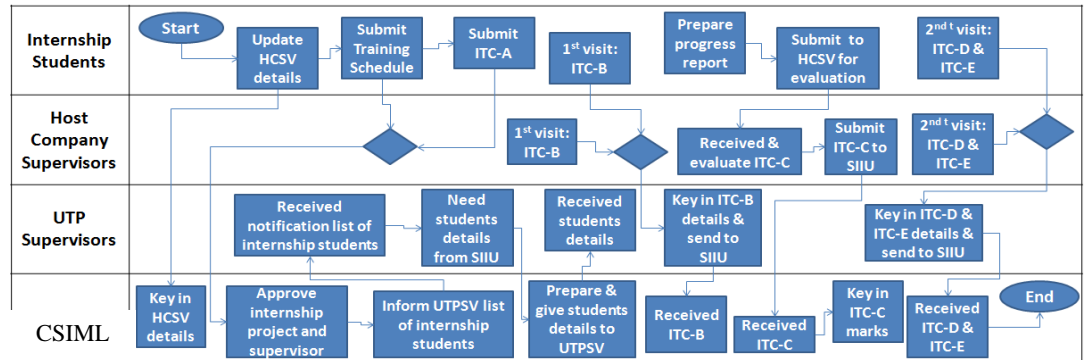 Internship
Students
Start
Update
HCSV
details
Submit
Training
Schedule
Submit
ITC-A
1st visit:
ITC-B
Prepare
progress
report
Submit to
HCSV for
evaluation
2nd t visit:
ITC-D &
ITC-E
Host
Company
Supervisors
1st visit:
ITC-B
Received &
evaluate ITC-C
Submit
ITC-C to
SIIU
2nd t visit:
ITC-D &
ITC-E
UTP
Supervisors
Received
notification list of
internship students
Need
students
details
from SIIU
Received
students
details
Key in ITC-B
details &
send to
SIIU
Key in ITC-D &
ITC-E details &
send to SIIU
CSIML
Key in
HCSV
details
Approve
internship
project and
supervisor
Inform UTPSV list
of internship
students
Prepare &
give students
details to
UTPSV
Received
ITC-B
Received
ITC-C
Key in
ITC-C
marks
Received
ITC-D &
ITC-E
End